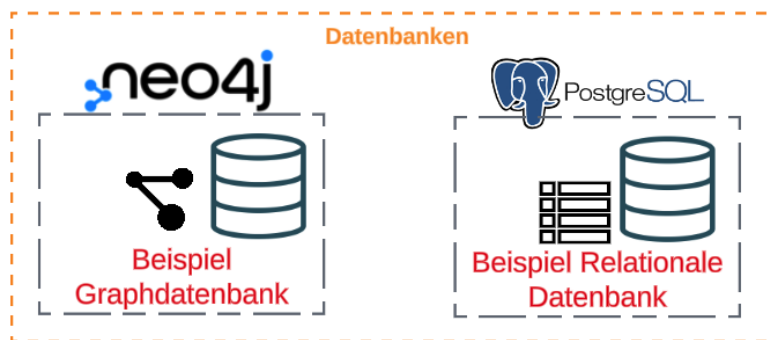 Datenbanken
neo4j
PostgreSQL
Beispiel
Graphdatenbank
Beispiel Relationale
Datenbank